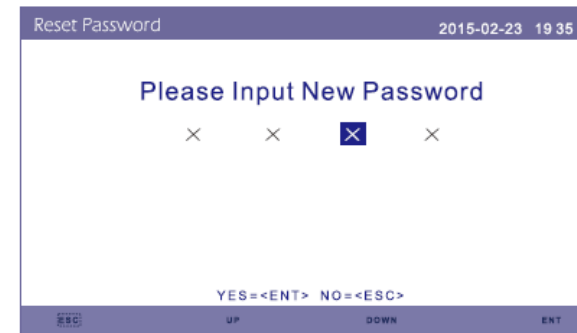 Reset Password 2015-02-23 19 35
Please Input New Password
× × × ×
YES=<ENT> NO=<ESC>
ESC UP DOWN ENT